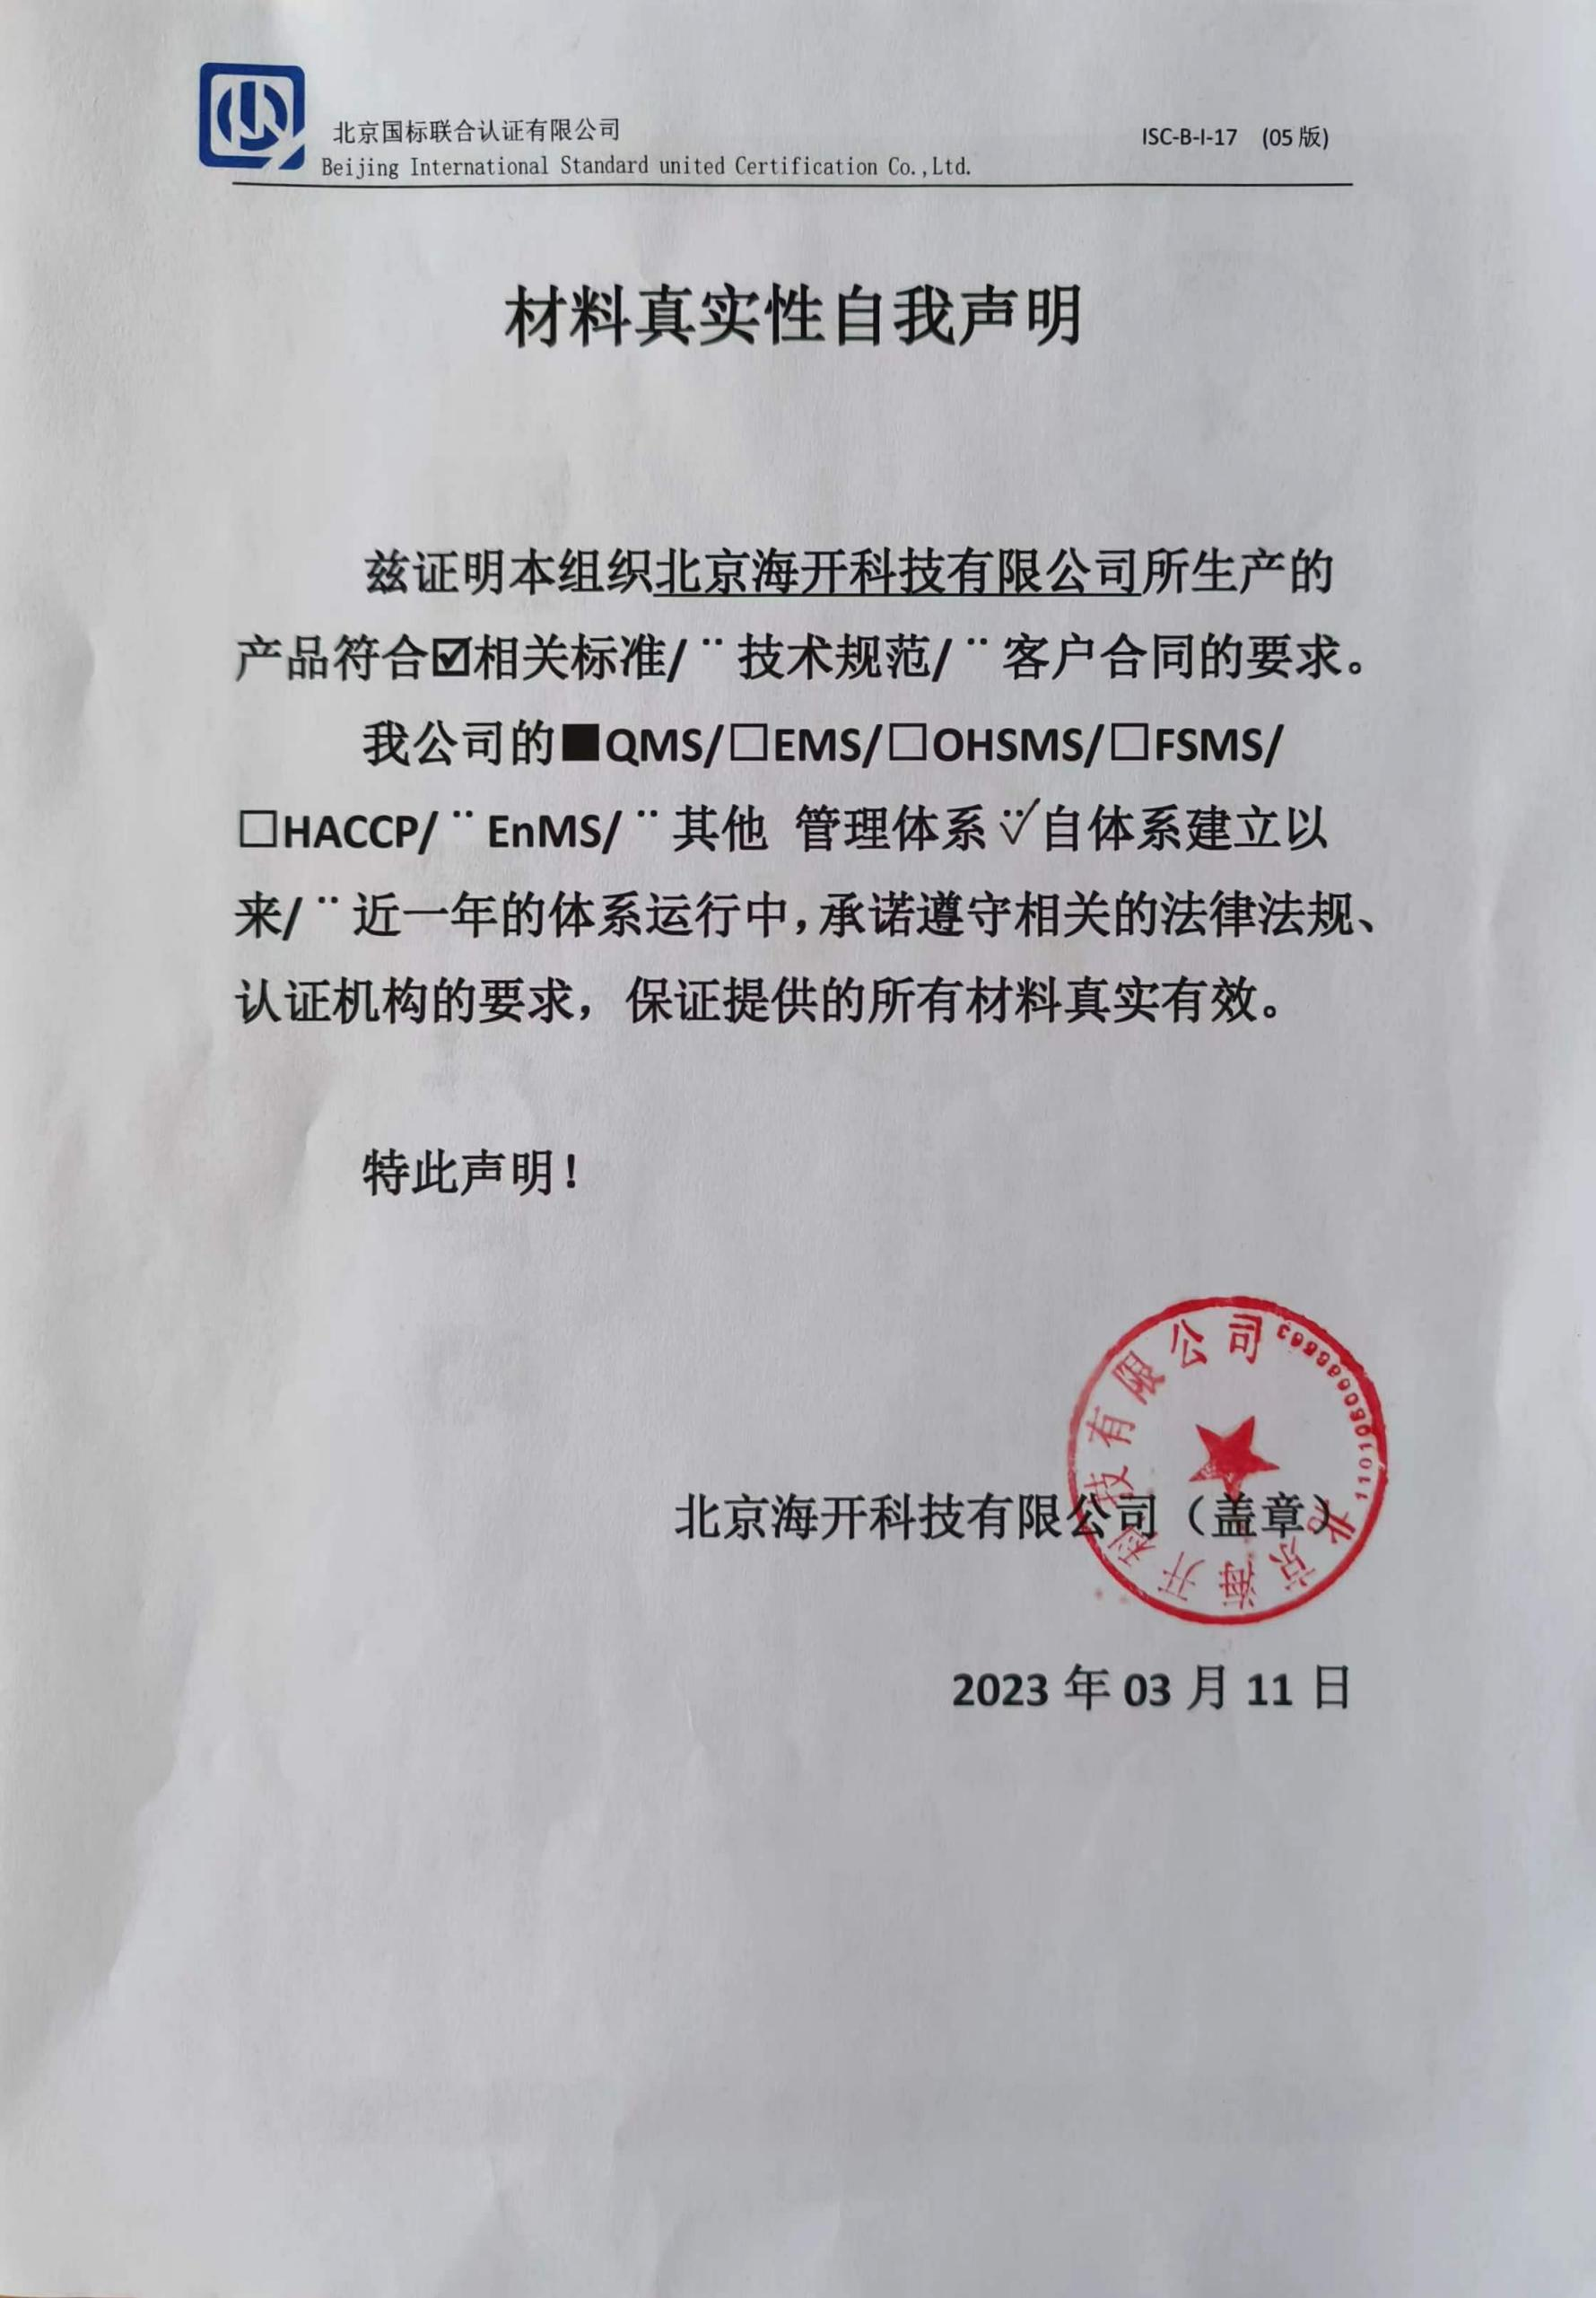 北京国标联合认证有限公司
ISC-B-I-17 (05 版)
Beijing International Standard united Certification Co.,Ltd.
材料真实性自我声明
兹证明本组织北京海开科技有限公司所生产的
产品符合☑相关标准/ ¨ 技术规范/ ¨ 客户合同的要求。
我公司的■QMS/□EMS/□OHSMS/□FSMS/
□HACCP/ ¨ EnMS/ ¨ 其他 管理体系 ¨√自体系建立以
来/ ¨ 近一年的体系运行中,承诺遵守相关的法律法规、
认证机构的要求，保证提供的所有材料真实有效。
特此声明！
北京海开科技有限公司（盖章）
北京海开科技有限公司
2023 年 03 月 11 日